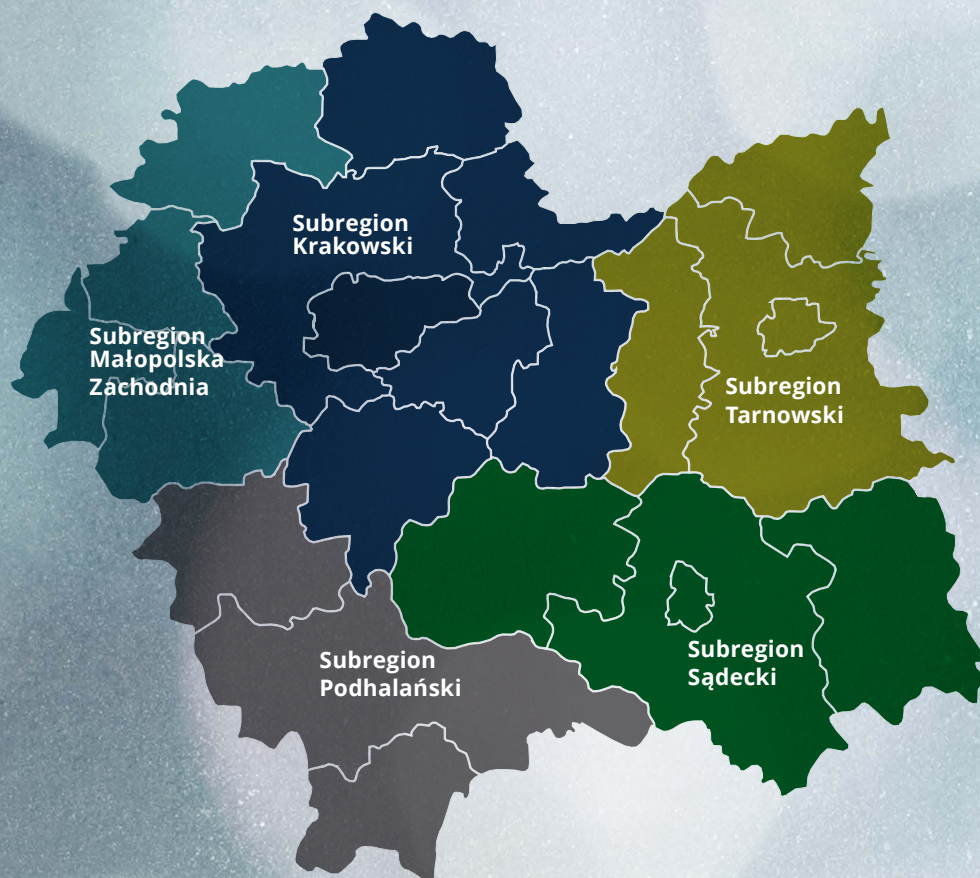 Subregion
Krakowski
Subregion
Małopolska
Zachodnia
Subregion
Tarnowski
Subregion
Sądecki
Subregion
Podhalański